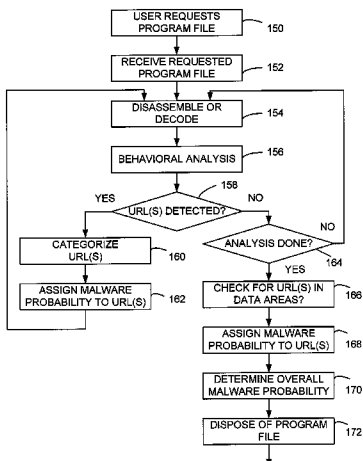 USER REQUESTS
PROGRAM FILE
150
RECEIVE REQUESTED
PROGRAM FILE
152
DISASSEMBLE OR
DECODE
154
BEHAVIORAL ANALYSIS
156
158
YES
URL(S) DETECTED?
NO
CATEGORIZE
URL(S)
160
ANALYSIS DONE?
NO
164
YES
ASSIGN MALWARE
PROBABILITY TO URL(S)
162
CHECK FOR URL(S) IN
DATA AREAS?
166
ASSIGN MALWARE
PROBABILITY TO URL(S)
168
DETERMINE OVERALL
MALWARE PROBABILITY
170
DISPOSE OF PROGRAM
FILE
172